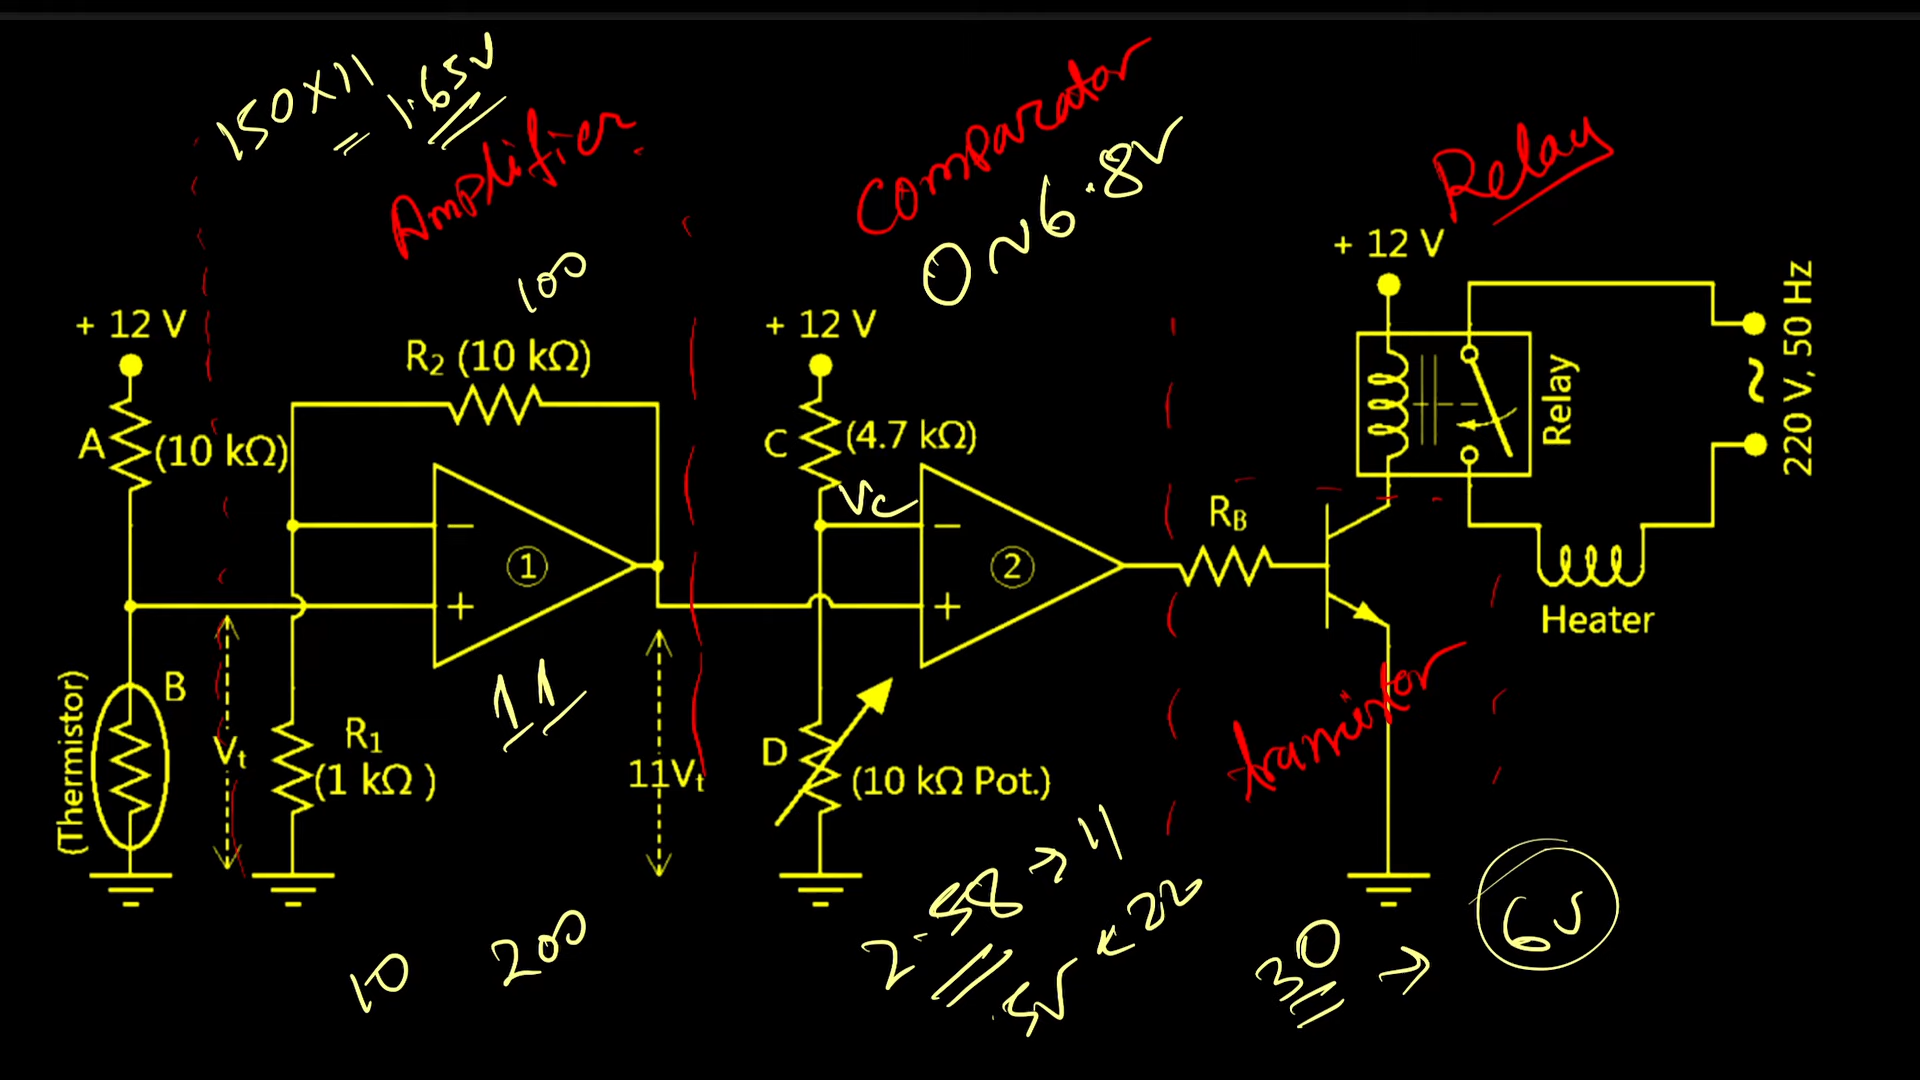 150 X 11
= 1.65V
Amplifier
Comparator
0 ~ 6.8V
Relay
100
+ 12 V
+ 12 V
+ 12 V
R2 (10 kΩ)
A
(10 kΩ)
C
(4.7 kΩ)
Vc
−
1
+
−
2
+
RB
Relay
220 V, 50 Hz
~
Heater
11
(Thermistor)
B
Vt
R1
(1 kΩ )
11Vt
D
(10 kΩ Pot.)
transistor
10
200
2.58 → 11
.5V < 22
30 → 6V